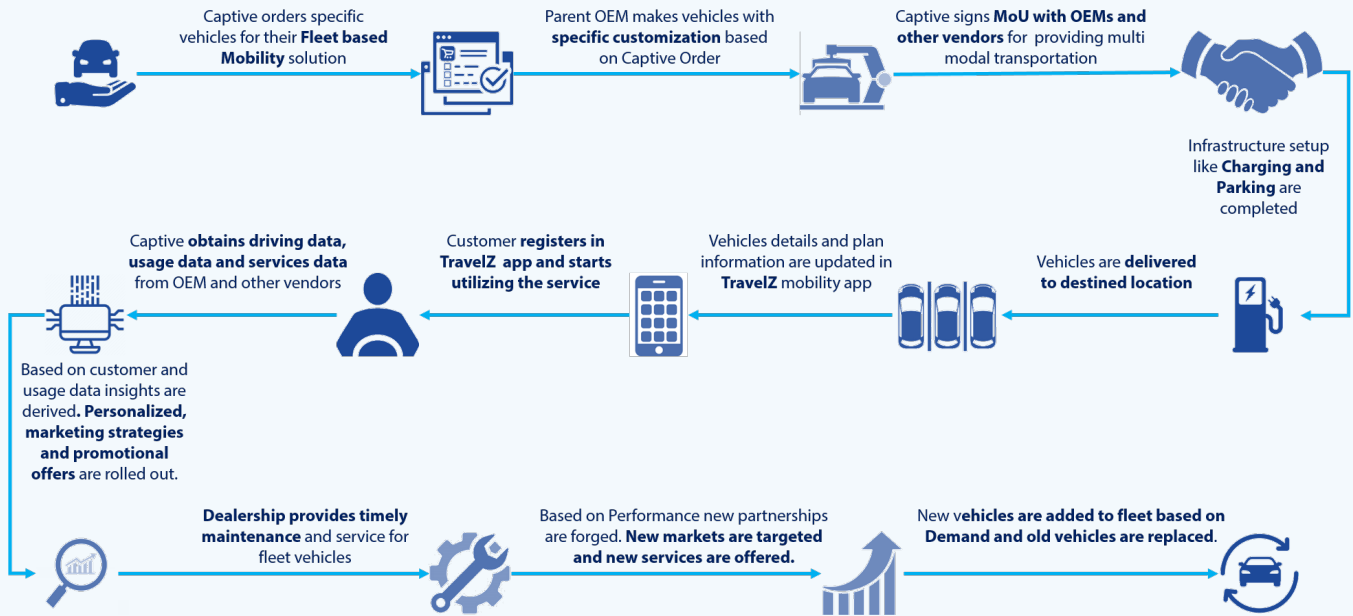 Captive orders specific
vehicles for their Fleet based
Mobility solution
Parent OEM makes vehicles with
specific customization based
on Captive Order
Captive signs MoU with OEMs and
other vendors for providing multi
modal transportation
Infrastructure setup
like Charging and
Parking are
completed
Vehicles are delivered
to destined location
Vehicles details and plan
information are updated in
TravelZ mobility app
Customer registers in
TravelZ app and starts
utilizing the service
Captive obtains driving data,
usage data and services data
from OEM and other vendors
Based on customer and
usage data insights are
derived. Personalized,
marketing strategies
and promotional
offers are rolled out.
Dealership provides timely
maintenance and service for
fleet vehicles
Based on Performance new partnerships
are forged. New markets are targeted
and new services are offered.
New vehicles are added to fleet based on
Demand and old vehicles are replaced.